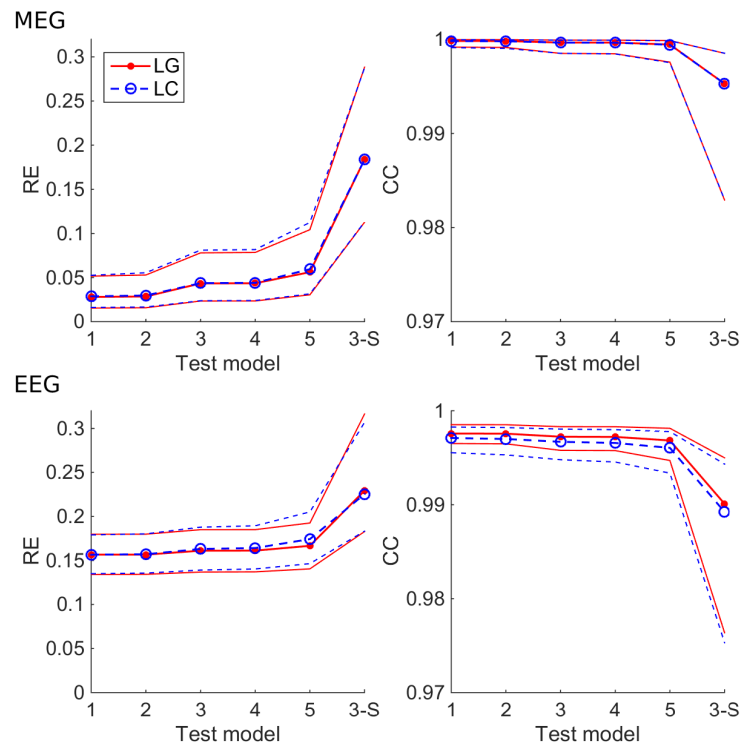 MEG
0.3
0.25
0.2
0.15
0.1
0.05
0
RE
LG
LC
1 2 3 4 5 3-S
Test model
1
0.99
0.98
0.97
CC
1 2 3 4 5 3-S
Test model
EEG
0.3
0.25
0.2
0.15
0.1
0.05
0
RE
1 2 3 4 5 3-S
Test model
1
0.99
0.98
0.97
CC
1 2 3 4 5 3-S
Test model